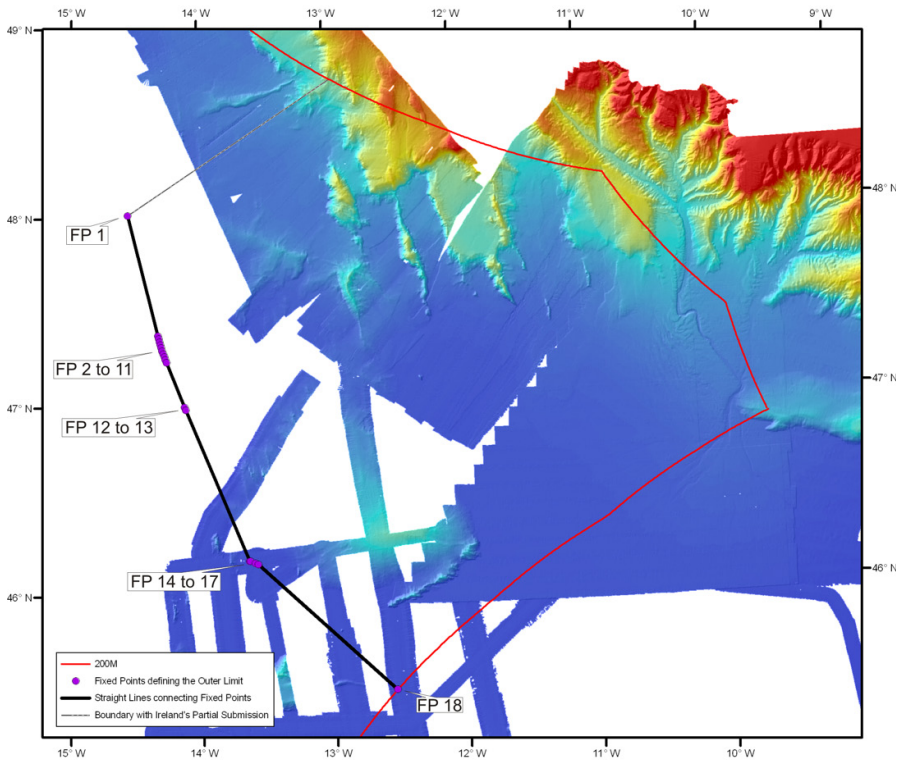 15° W 14° W 13° W 12° W 11° W 10° W 9° W
49° N
48° N
48° N
FP 1
FP 2 to 11
47° N
47° N
FP 12 to 13
46° N
FP 14 to 17
46° N
200M
Fixed Points defining the Outer Limit
Straight Lines connecting Fixed Points
Boundary with Ireland's Partial Submission
FP 18
15° W 14° W 13° W 12° W 11° W 10° W